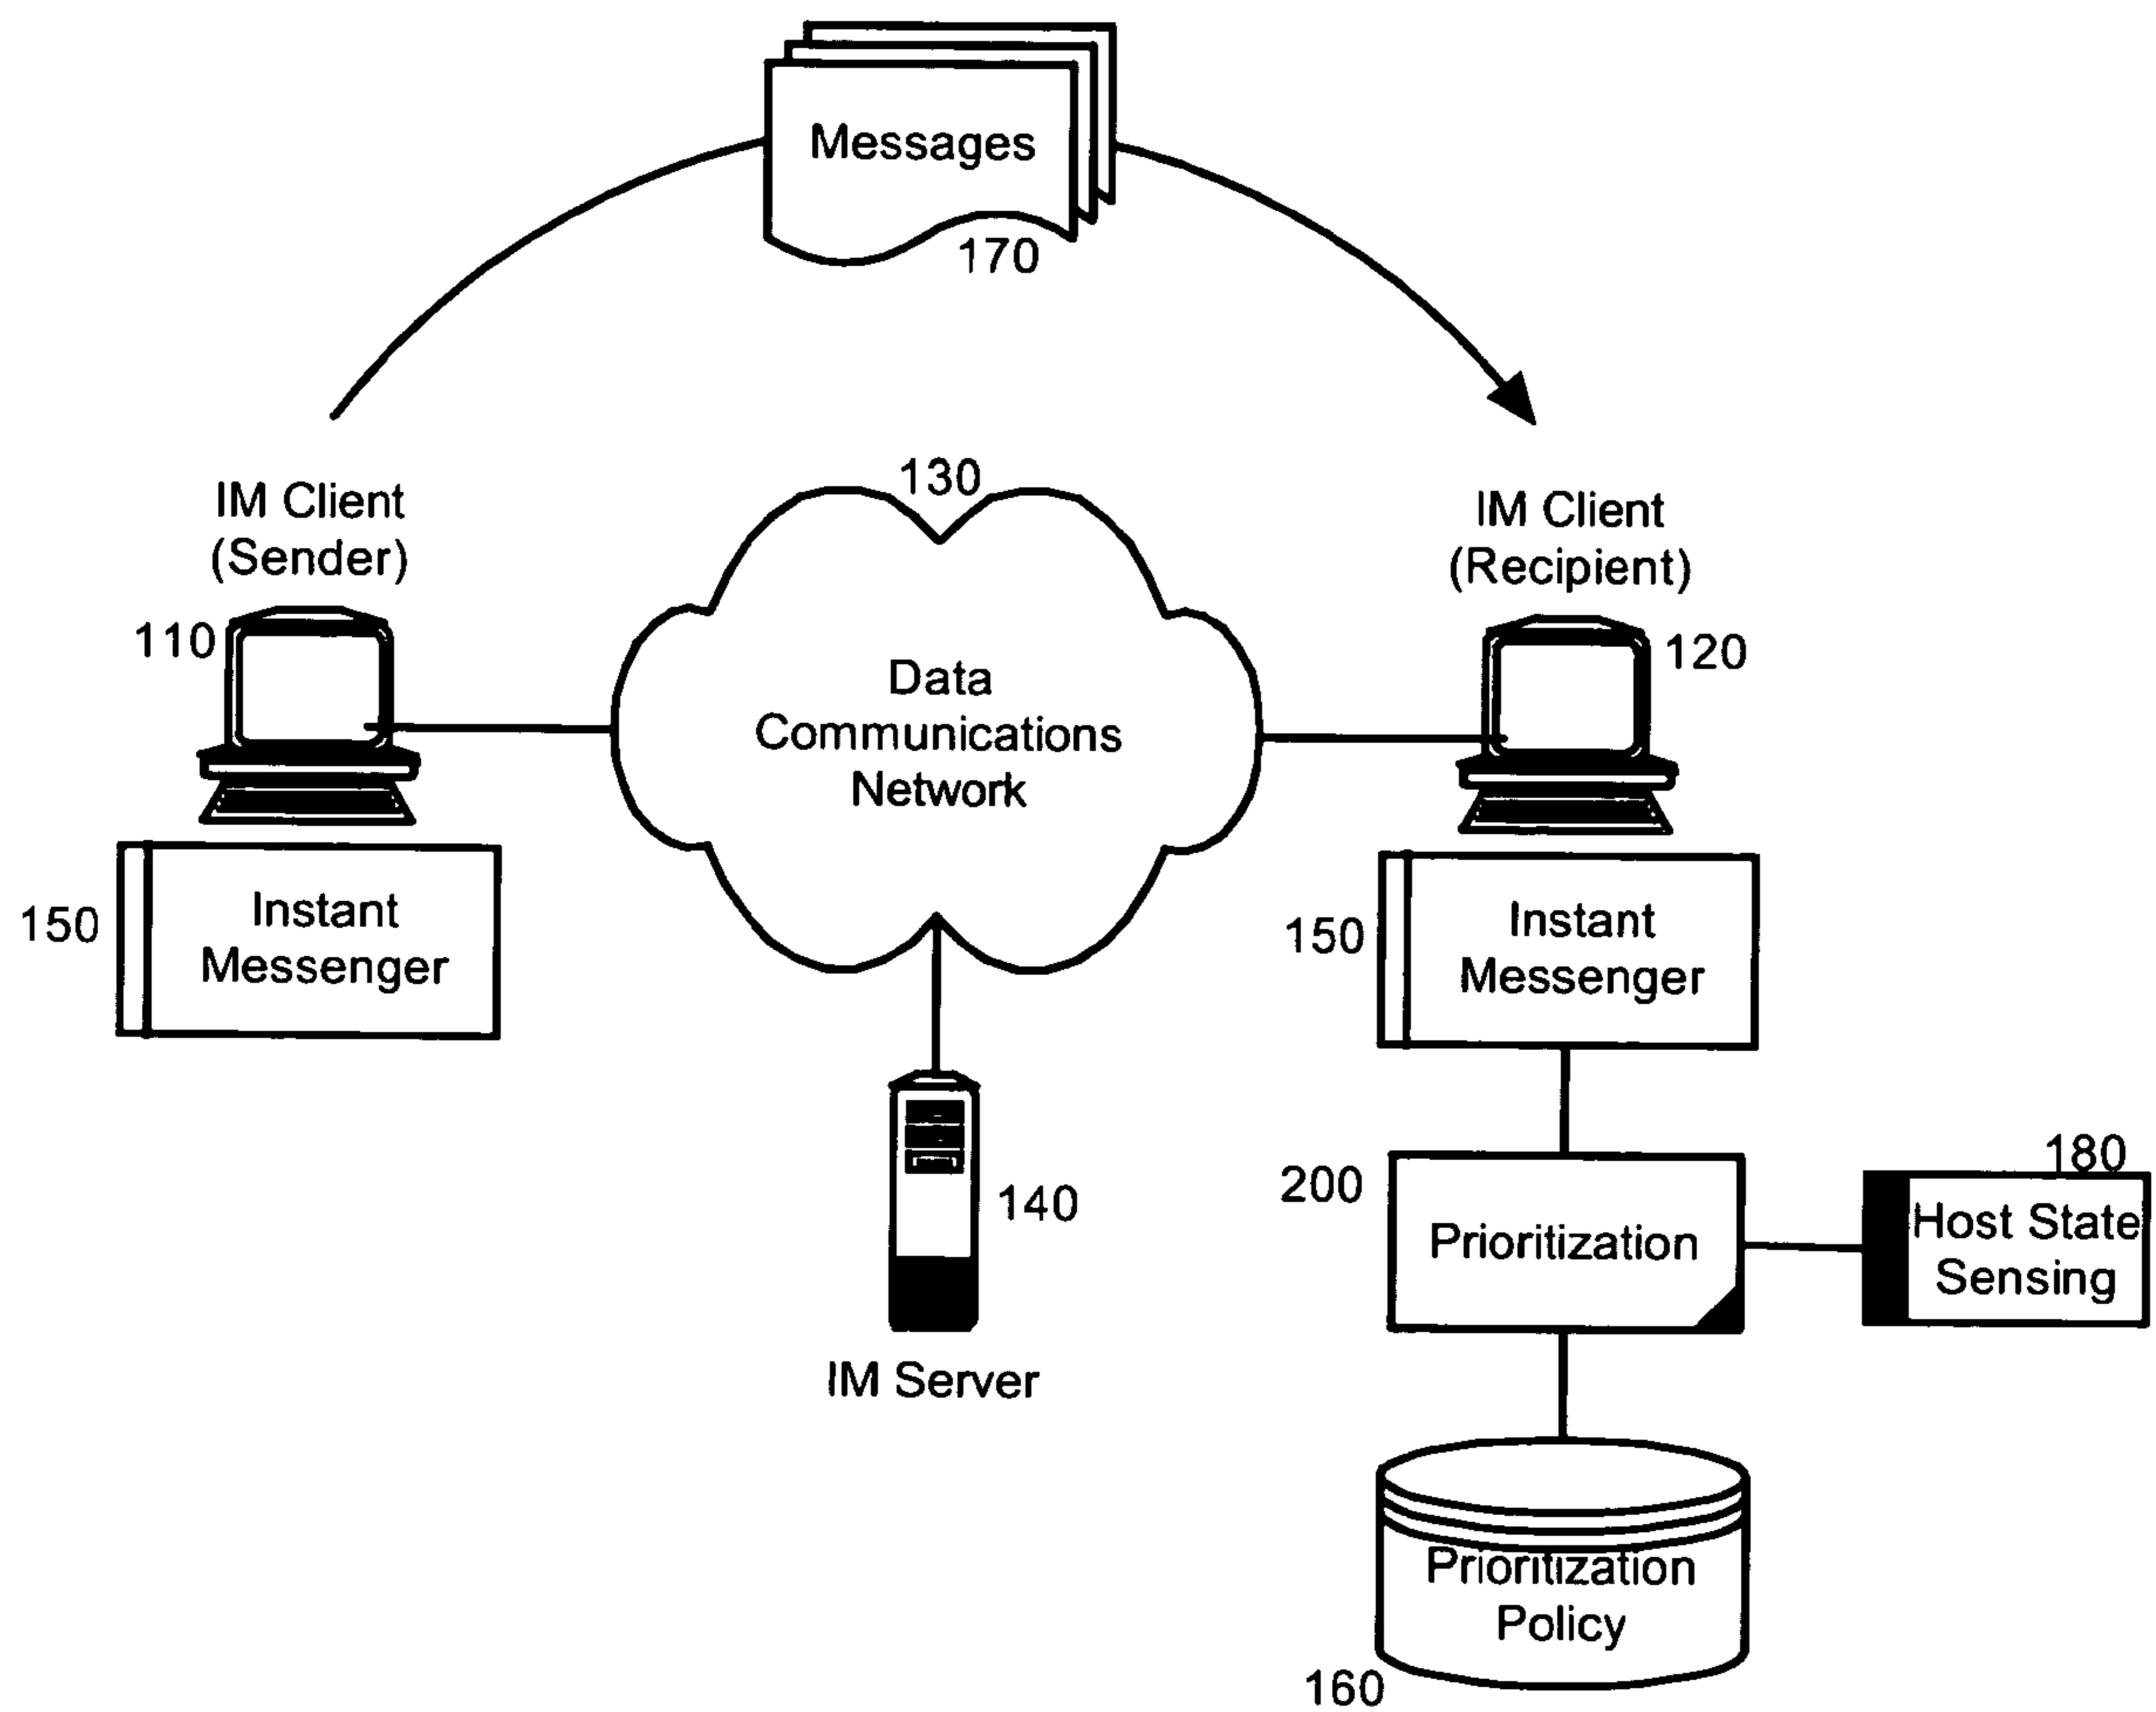 Messages
170
130
IM Client
(Sender)
IM Client
(Recipient)
110
120
Data
Communications
Network
150
Instant
Messenger
150
Instant
Messenger
140
IM Server
200
Prioritization
180
Host State
Sensing
Prioritization
Policy
160